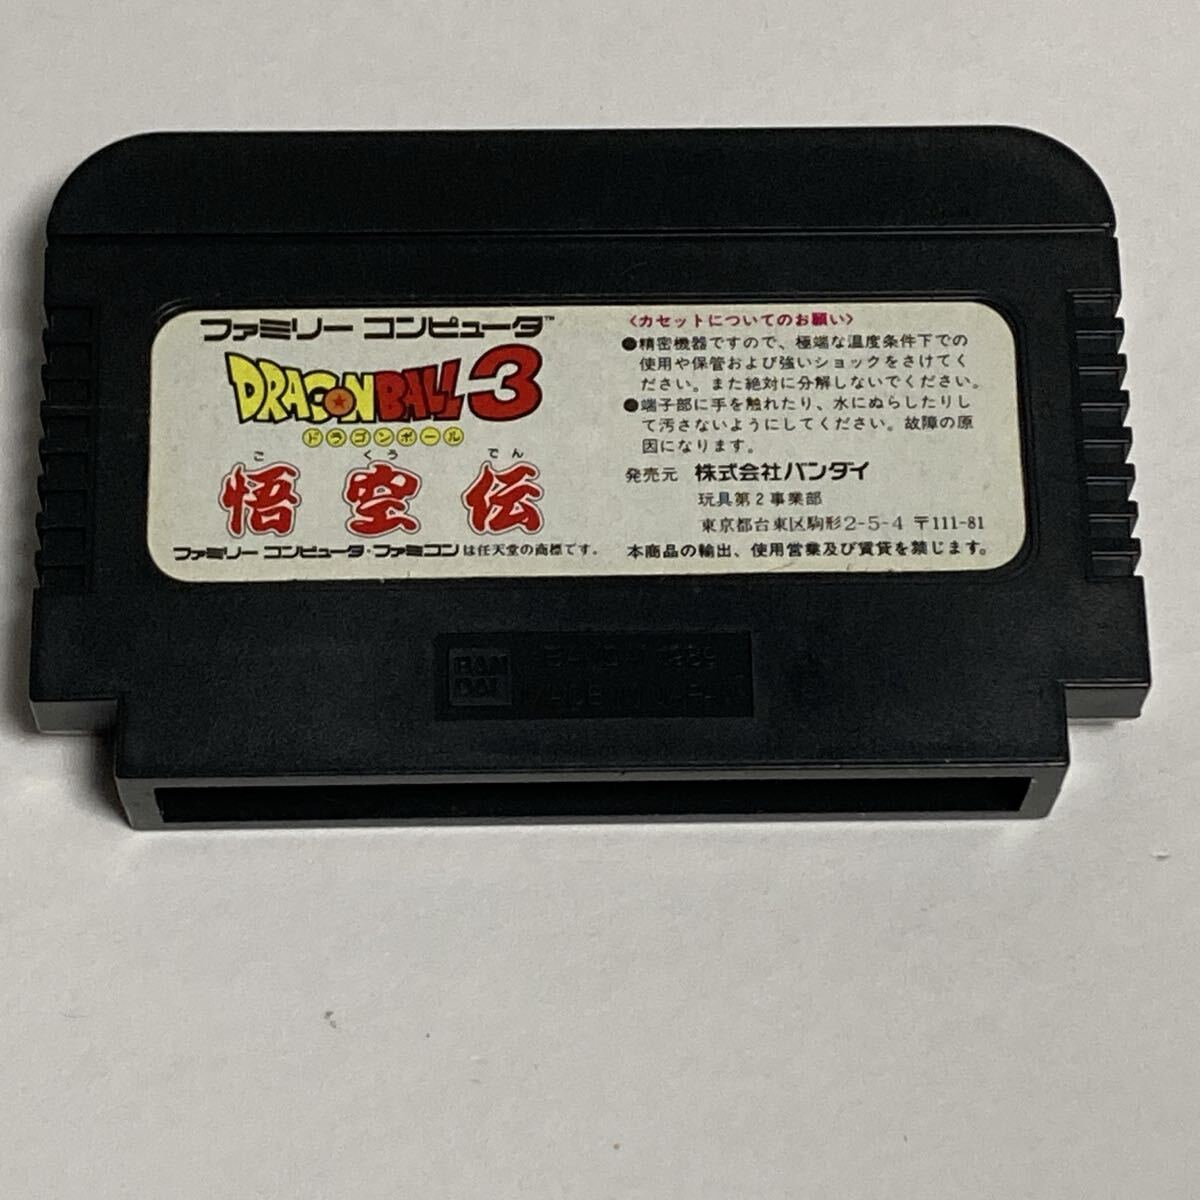 ファミリー コンピュータ™
DRAGON BALL 3
ドラゴンボール
ご くう でん
悟空伝
ファミリー コンピュータ・ファミコンは任天堂の商標です。
〈カセットについてのお願い〉
●精密機器ですので、極端な温度条件下での
使用や保管および強いショックをさけてく
ださい。また絶対に分解しないでください。
●端子部に手を触れたり、水にぬらしたりし
て汚さないようにしてください。故障の原
因になります。
発売元 株式会社バンダイ
玩具第2事業部
東京都台東区駒形2-5-4 〒111-81
本商品の輸出、使用営業及び賃貸を禁じます。
BAN
DAI
BANDAI 1989
MADE IN JAPAN